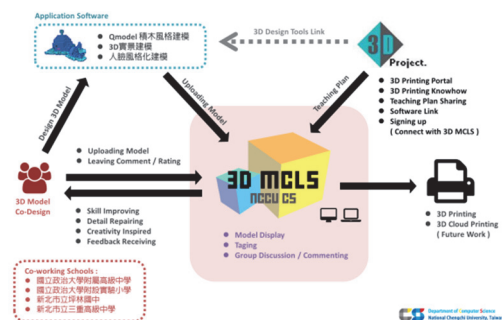 Application Software
Qmodel 積木風格建模
3D實景建模
人臉風格化建模
3D Design Tools Link
3D
Project.
3D Printing Portal
3D Printing Knowhow
Teaching Plan Sharing
Software Link
Signing up
( Connect with 3D MCLS )
Design 3D Model
Uploading Model
Teaching Plan
Uploading Model
Leaving Comment / Rating
3D Model
Co-Design
Skill Improving
Detail Repairing
Creativity Inspired
Feedback Receiving
3D MCLS
NCCU CS
Model Display
Taging
Group Discussion / Commenting
3D Printing
3D Cloud Printing
( Future Work )
Co-working Schools :
國立政治大學附屬高級中學
國立政治大學附設實驗小學
新北市立坪林國中
新北市立三重高級中學
CS
Department of Computer Science
National Chengchi University, Taiwan